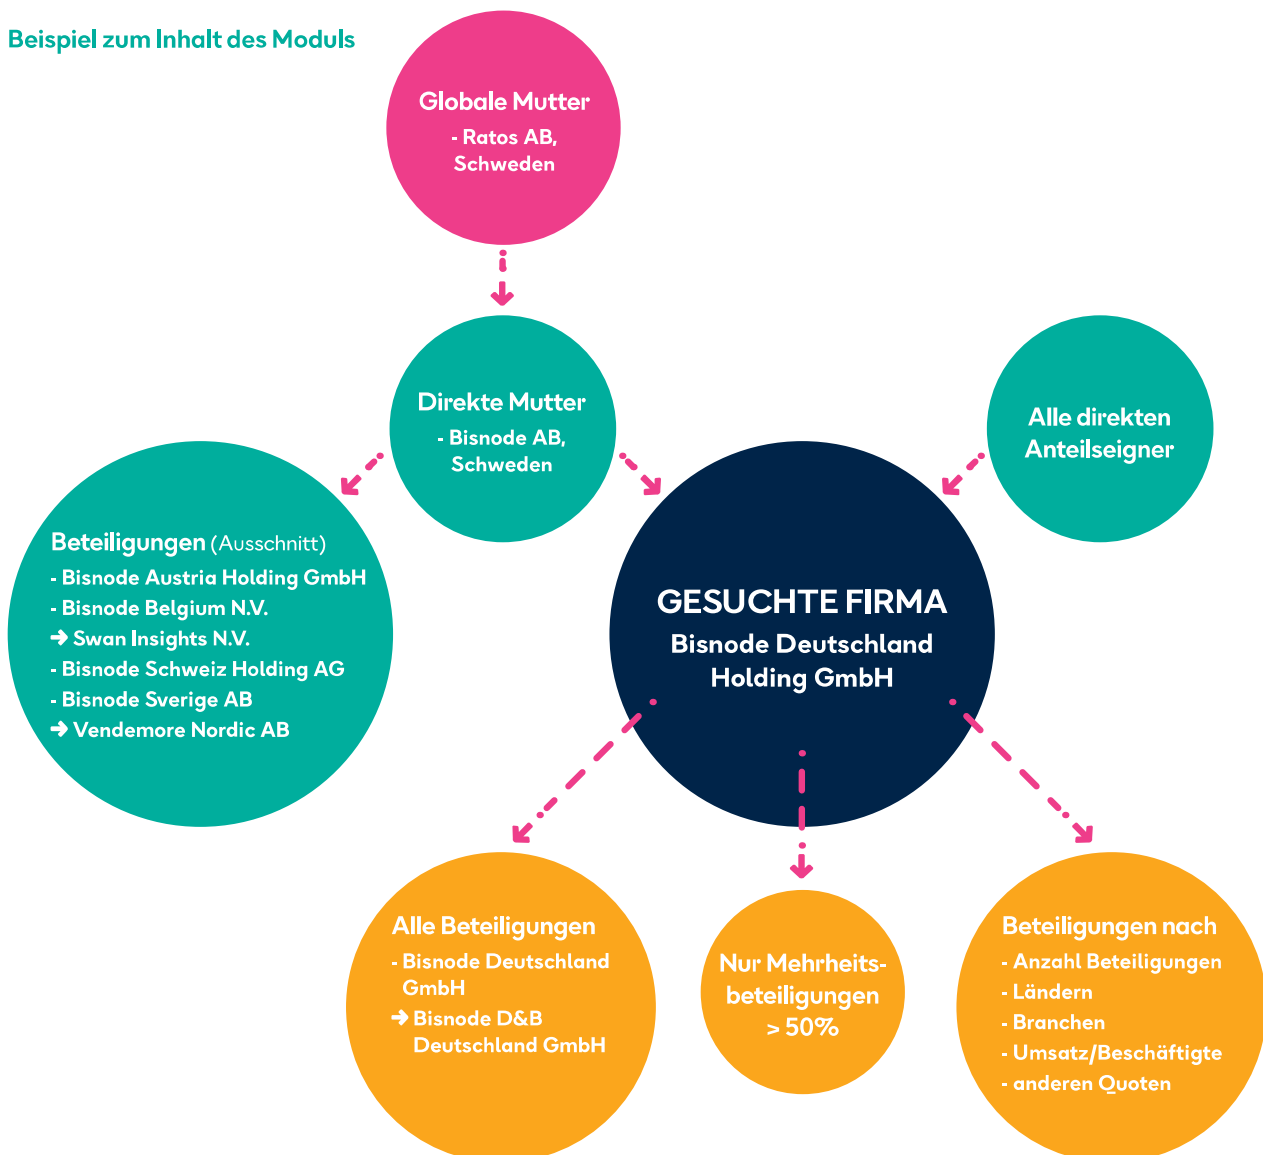 Beispiel zum Inhalt des Moduls
Globale Mutter
- Ratos AB,
Schweden
Direkte Mutter
- Bisnode AB,
Schweden
Alle direkten
Anteilseigner
Beteiligungen (Ausschnitt)
- Bisnode Austria Holding GmbH
- Bisnode Belgium N.V.
➔ Swan Insights N.V.
- Bisnode Schweiz Holding AG
- Bisnode Sverige AB
➔ Vendemore Nordic AB
GESUCHTE FIRMA
Bisnode Deutschland
Holding GmbH
Alle Beteiligungen
- Bisnode Deutschland
GmbH
➔ Bisnode D&B
Deutschland GmbH
Nur Mehrheits-
beteiligungen
> 50%
Beteiligungen nach
- Anzahl Beteiligungen
- Ländern
- Branchen
- Umsatz/Beschäftigte
- anderen Quoten